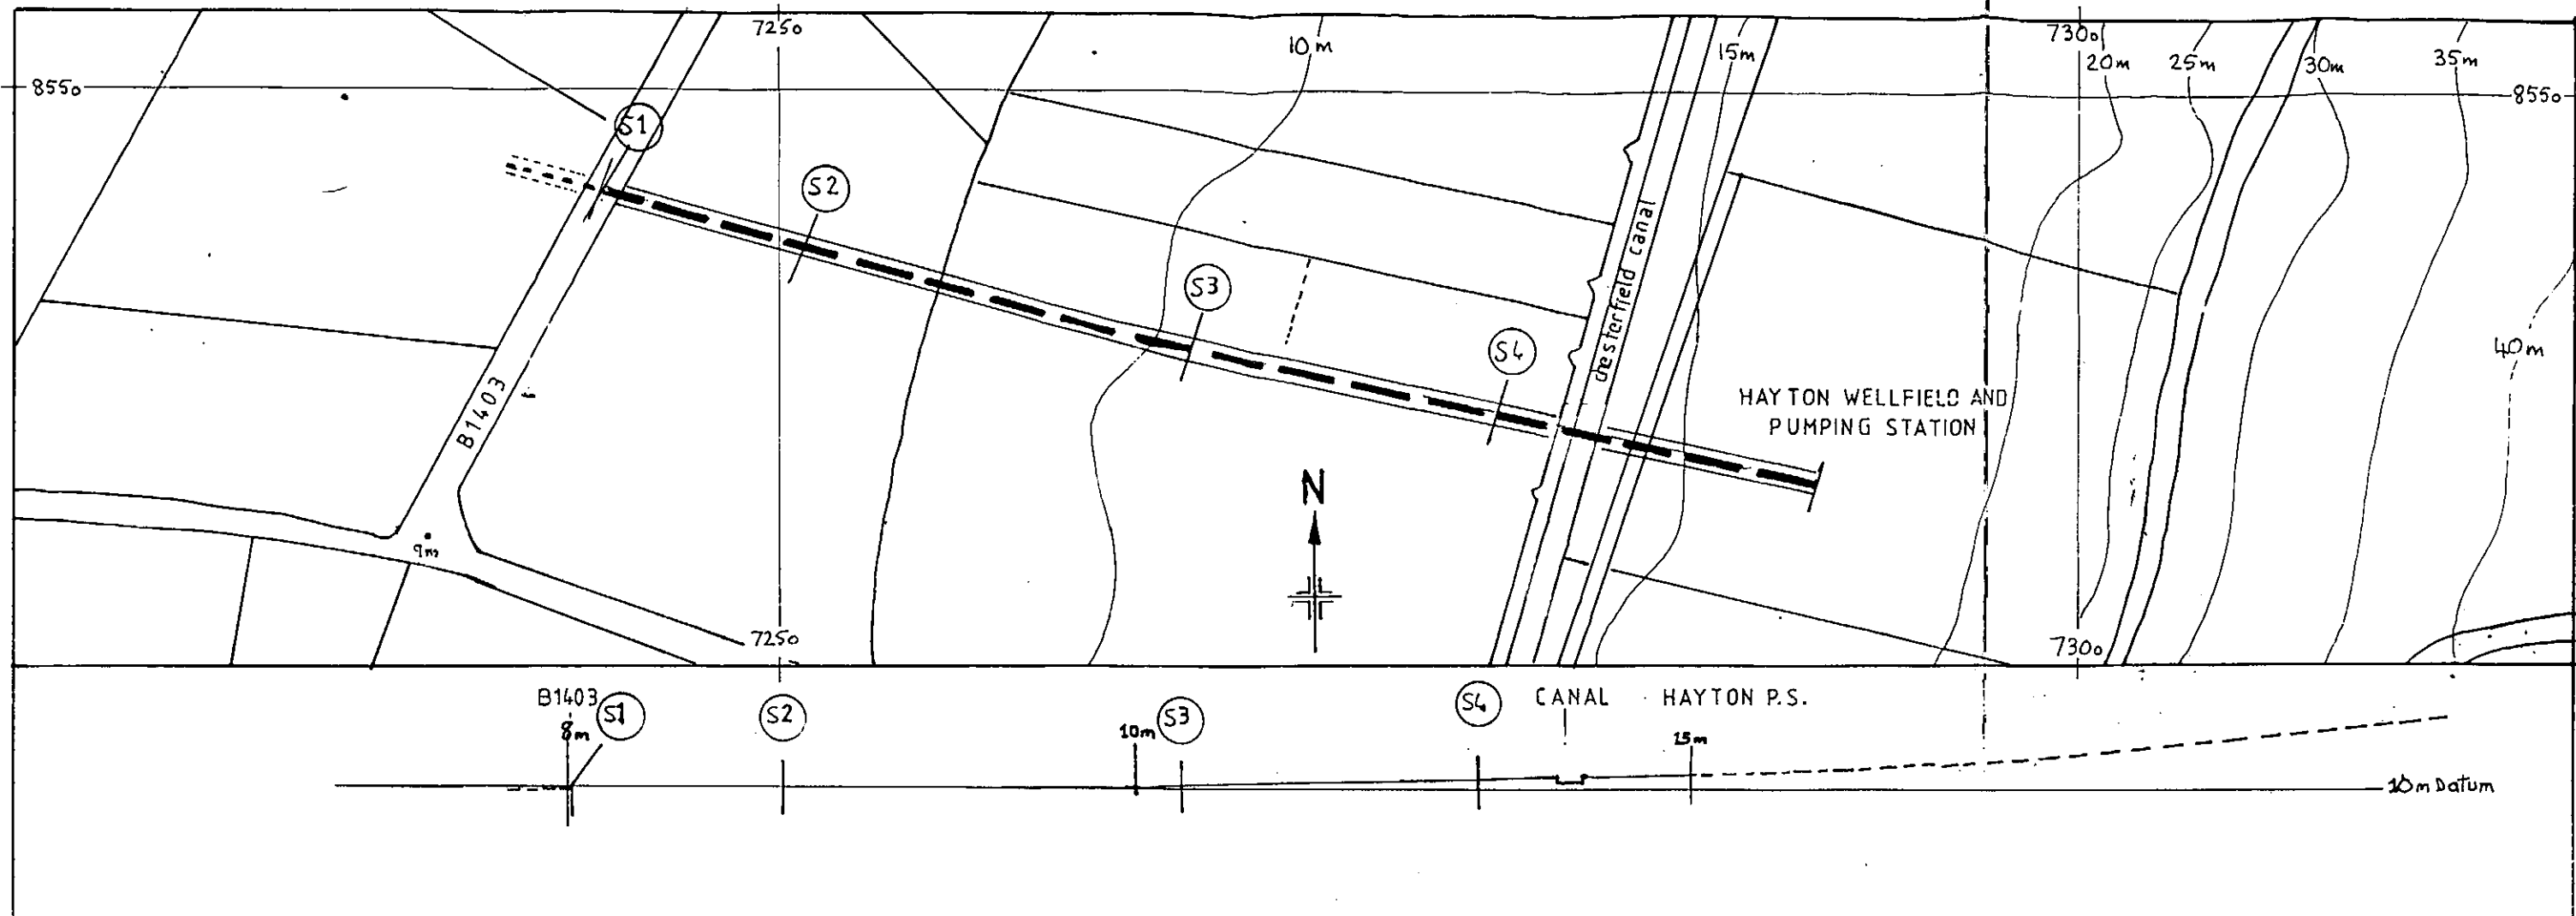 7250
7300
10m
15m
20m
25m
30m
35m
8550
8550
S1
S2
S3
S4
chesterfield canal
40m
B1403
HAYTON WELLFIELD AND
PUMPING STATION
N
9m
7250
7300
B1403
8m
S1
S2
10m
S3
S4
CANAL
HAYTON P.S.
15m
10m Datum